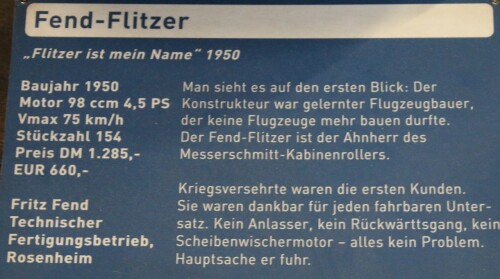 Fend-Flitzer
„Flitzer ist mein Name“ 1950
Baujahr 1950
Motor 98 ccm 4,5 PS
Vmax 75 km/h
Stückzahl 154
Preis DM 1.285,-
EUR 660,-
Fritz Fend
Technischer
Fertigungsbetrieb,
Rosenheim
Man sieht es auf den ersten Blick: Der
Konstrukteur war gelernter Flugzeugbauer,
der keine Flugzeuge mehr bauen durfte.
Der Fend-Flitzer ist der Ahnherr des
Messerschmitt-Kabinenrollers.
Kriegsversehrte waren die ersten Kunden.
Sie waren dankbar für jeden fahrbaren Unter-
satz. Kein Anlasser, kein Rückwärttsgang, kein
Scheibenwischermotor – alles kein Problem.
Hauptsache er fuhr.